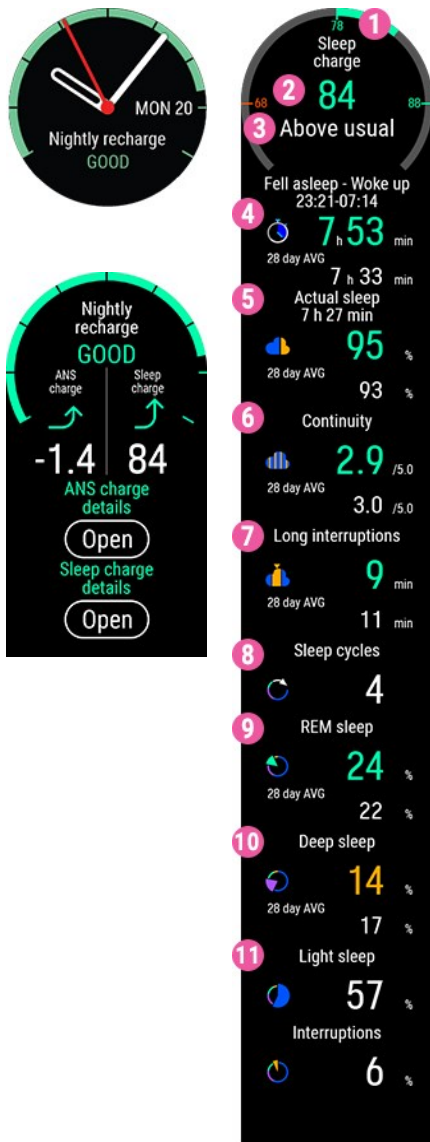 MON 20
Nightly recharge
GOOD
Nightly
recharge
GOOD
ANS
charge
Sleep
charge
-1.4
84
ANS charge
details
Open
Sleep charge
details
Open
1
78
Sleep
charge
2
84
68
88
3
Above usual
Fell asleep - Woke up
23:21-07:14
4
7 h 53 min
28 day AVG
7 h 33 min
5
Actual sleep
7 h 27 min
95 %
28 day AVG
93 %
6
Continuity
2.9 /5.0
28 day AVG
3.0 /5.0
7
Long interruptions
9 min
28 day AVG
11 min
8
Sleep cycles
4
9
REM sleep
24 %
28 day AVG
22 %
10
Deep sleep
14 %
28 day AVG
17 %
11
Light sleep
57 %
Interruptions
6 %